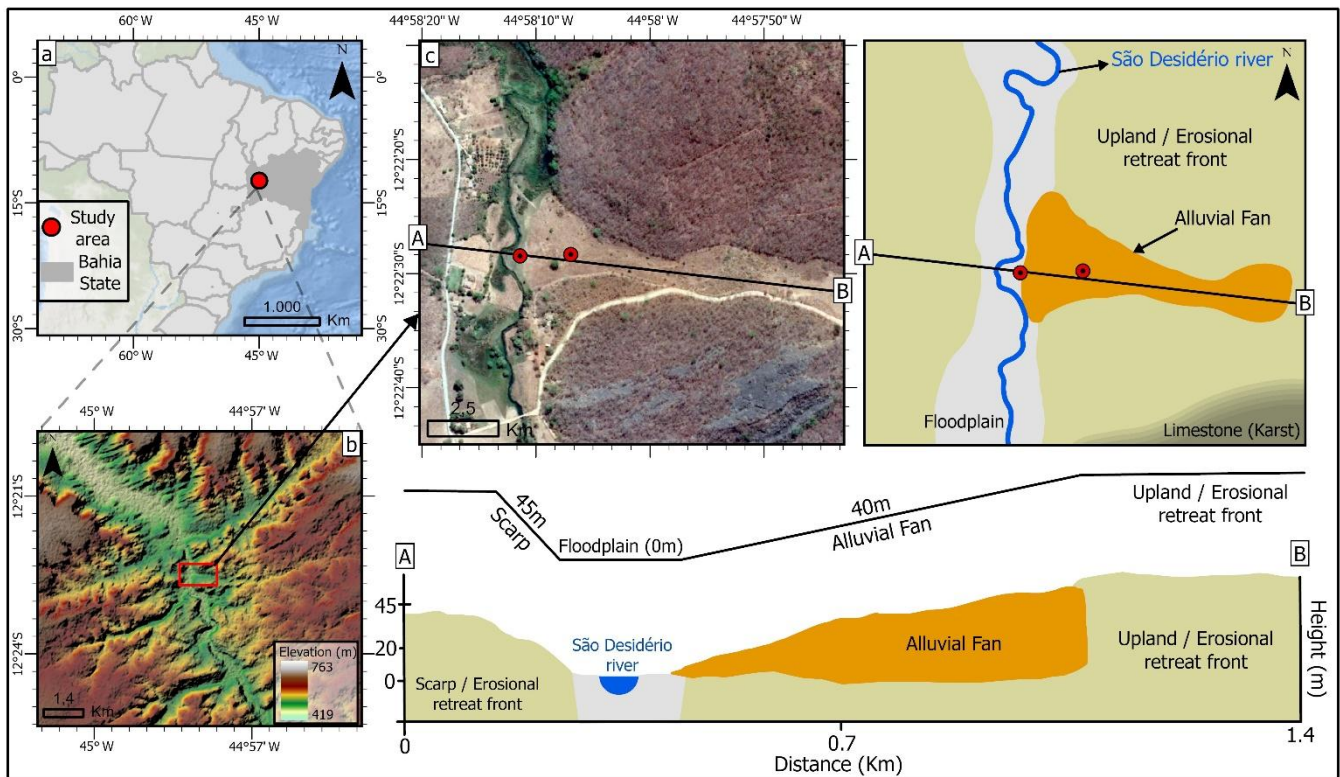 60° W
45° W
a
N
0°
15°S
30°S
0°
15°S
30°S
Study
area
Bahia
State
1.000
Km
60° W
45° W
44°58'20" W
44°58'10" W
44°58' W
44°57'50" W
c
12°22'20"S
12°22'30"S
12°22'40"S
A
B
2,5
Km
N
São Desidério river
Upland / Erosional
retreat front
Alluvial Fan
A
B
Floodplain
Limestone (Karst)
45° W
44°57' W
b
N
12°21'S
12°24'S
Elevation (m)
763
419
1.4
Km
45° W
44°57' W
45m
Scarp
Floodplain (0m)
40m
Alluvial Fan
Upland / Erosional
retreat front
A
B
45
20
0
São Desidério
river
Alluvial Fan
Upland / Erosional
retreat front
Scarp / Erosional
retreat front
Height (m)
0
0.7
1.4
Distance (Km)